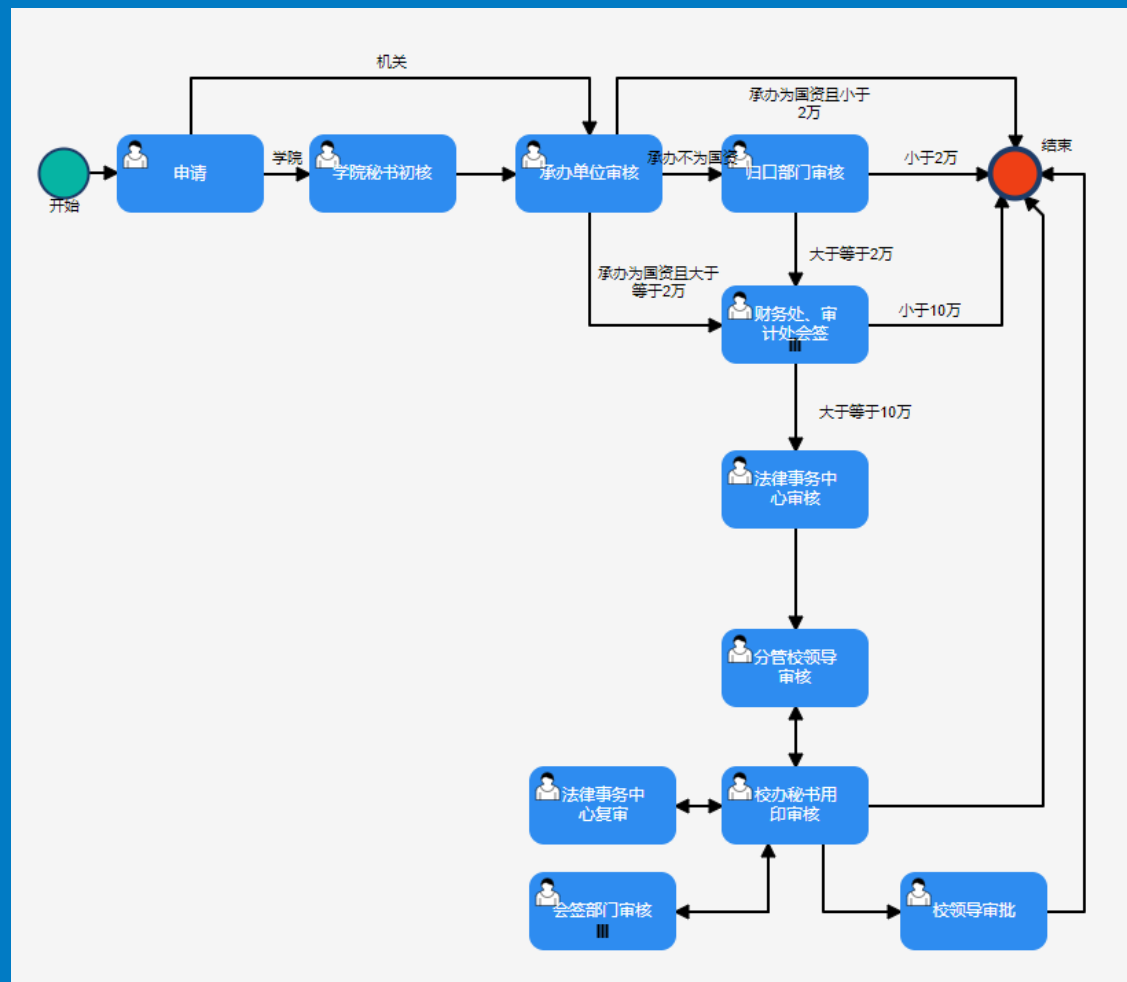 机关
承办为国资且小于
2万
开始
申请
学院
学院秘书初核
承办单位审核
承办不为国资
归口部门审核
小于2万
结束
承办为国资且大于
等于2万
大于等于2万
财务处、审
计处会签
小于10万
大于等于10万
法律事务中
心审核
分管校领导
审核
法律事务中
心复审
校办秘书用
印审核
会签部门审核
校领导审批